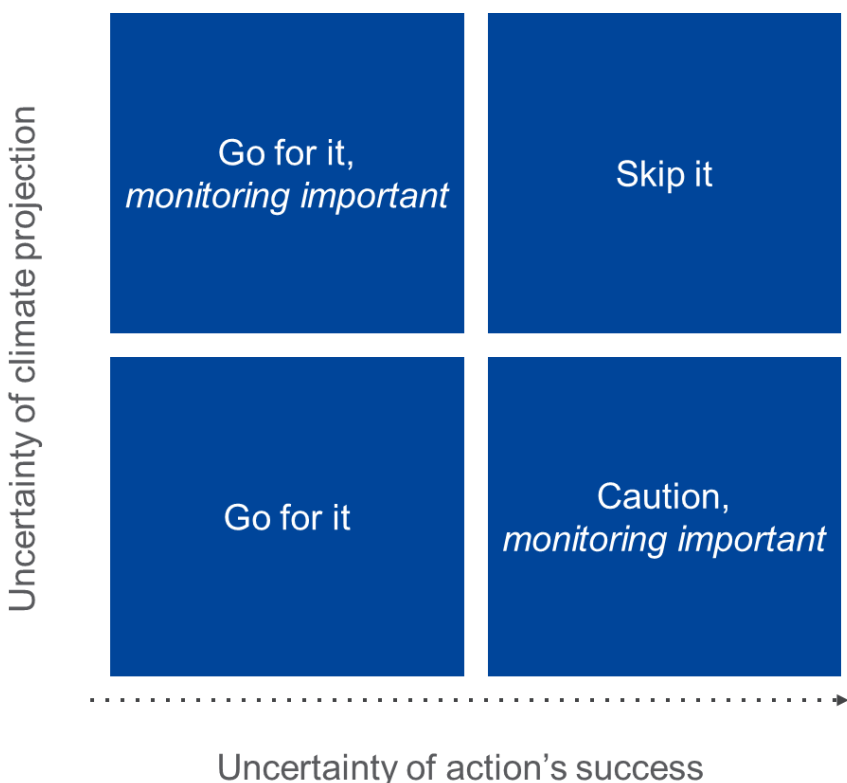 Uncertainty of climate projection
Go for it,
monitoring important
Skip it
Go for it
Caution,
monitoring important
Uncertainty of action’s success